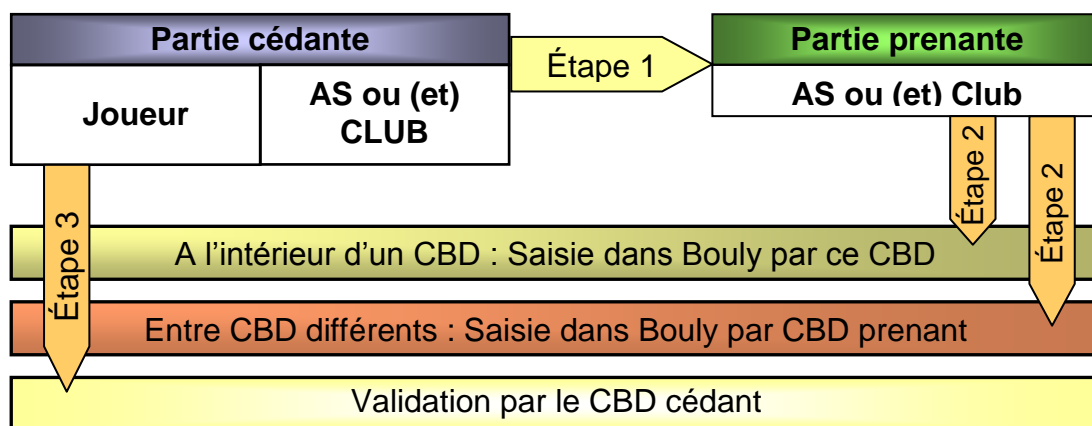 Partie cédante
Étape 1
Partie prenante
Joueur
AS ou (et)
CLUB
AS ou (et) Club
Étape 2
Étape 2
Étape 3
A l’intérieur d’un CBD : Saisie dans Bouly par ce CBD
Entre CBD différents : Saisie dans Bouly par CBD prenant
Validation par le CBD cédant